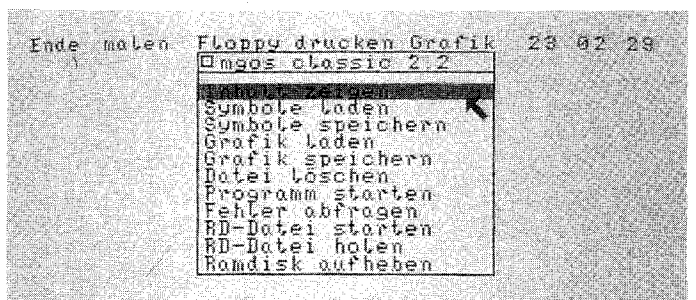 Ende malen Floppy drucken Grafik 23 02 29
mgos classic 2.2
Inhalt zeigen
Symbole laden
Symbole speichern
Grafik laden
Grafik speichern
Datei löschen
Programm starten
Fehler abfragen
RD-Datei starten
RD-Datei holen
Ramdisk aufheben